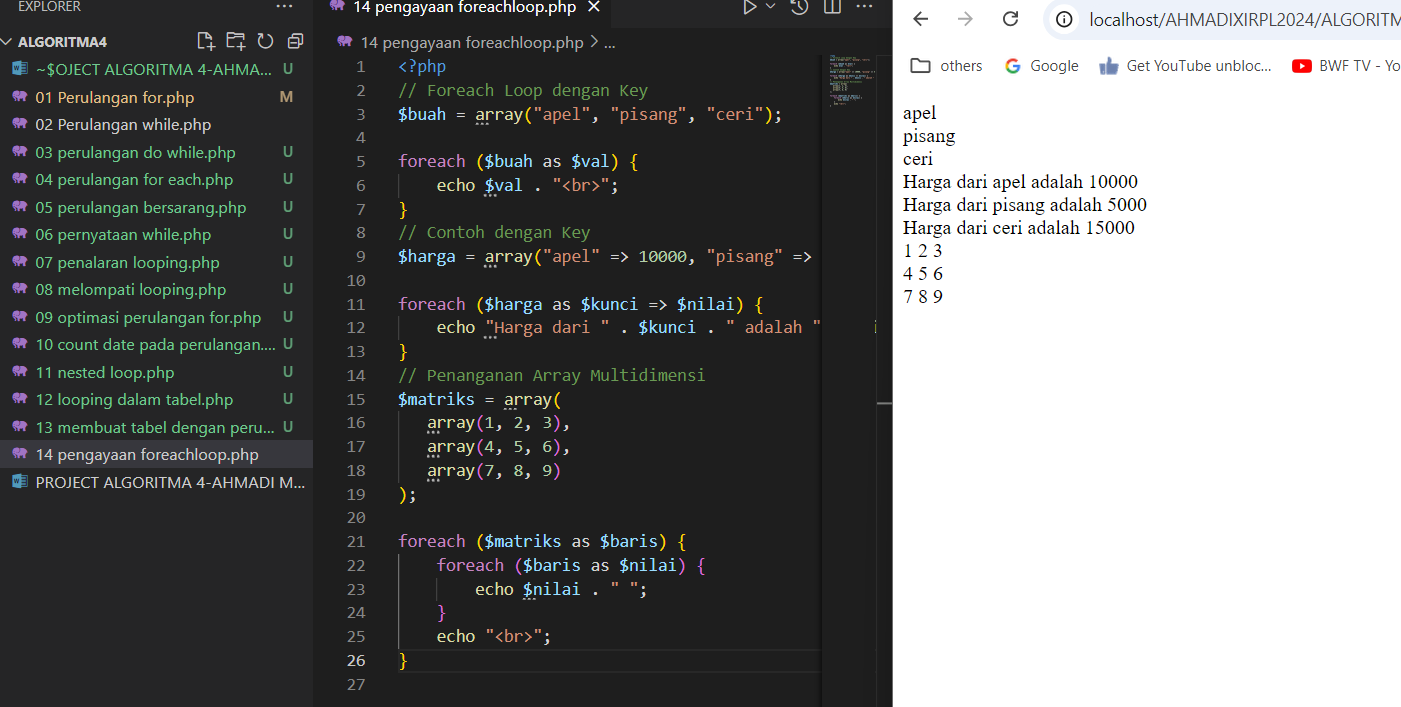 EXPLORER
ALGORITMA4
~$OJECT ALGORITMA 4-AHMA... U
01 Perulangan for.php M
02 Perulangan while.php
03 perulangan do while.php U
04 perulangan for each.php U
05 perulangan bersarang.php U
06 pernyataan while.php U
07 penalaran looping.php U
08 melompati looping.php U
09 optimasi perulangan for.php U
10 count date pada perulangan.... U
11 nested loop.php U
12 looping dalam tabel.php U
13 membuat tabel dengan peru... U
14 pengayaan foreachloop.php
PROJECT ALGORITMA 4-AHMADI M...
14 pengayaan foreachloop.php
14 pengayaan foreachloop.php > ...
1 <?php
2 // Foreach Loop dengan Key
3 $buah = array("apel", "pisang", "ceri");
4
5 foreach ($buah as $val) {
6 echo $val . "<br>";
7 }
8 // Contoh dengan Key
9 $harga = array("apel" => 10000, "pisang" =>
10
11 foreach ($harga as $kunci => $nilai) {
12 echo "Harga dari " . $kunci . " adalah "
13 }
14 // Penanganan Array Multidimensi
15 $matriks = array(
16 array(1, 2, 3),
17 array(4, 5, 6),
18 array(7, 8, 9)
19 );
20
21 foreach ($matriks as $baris) {
22 foreach ($baris as $nilai) {
23 echo $nilai . " ";
24 }
25 echo "<br>";
26 }
27
localhost/AHMADIXIRPL2024/ALGORITM
others Google Get YouTube unbloc... BWF TV - Yo
apel
pisang
ceri
Harga dari apel adalah 10000
Harga dari pisang adalah 5000
Harga dari ceri adalah 15000
1 2 3
4 5 6
7 8 9